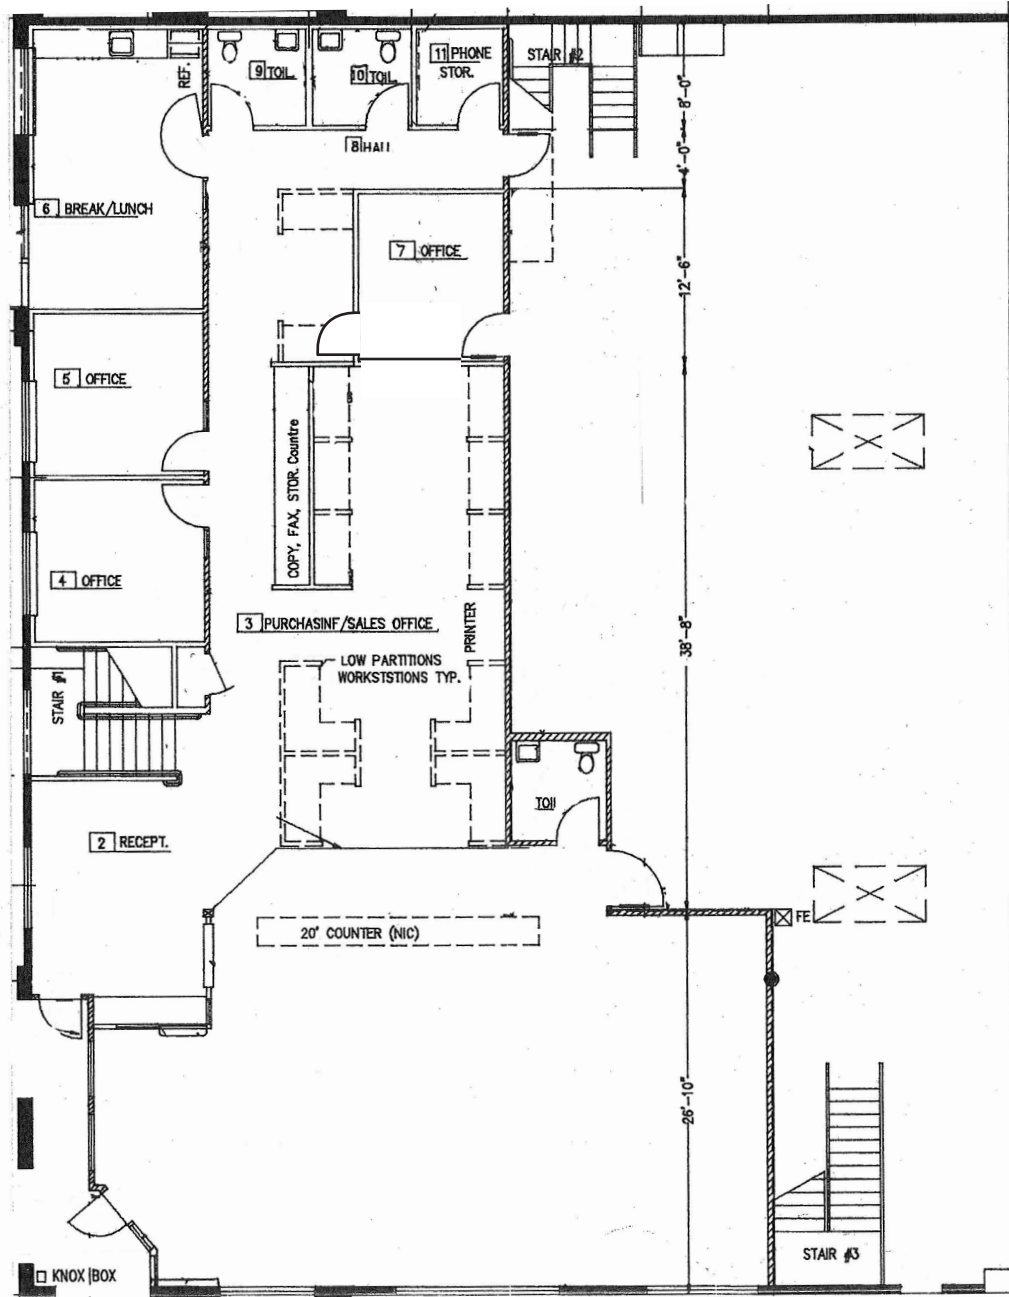 11 PHONE
STOR.
STAIR #2
9 TOIL.
10 TOIL.
REF.
8 HALL
8'-0"
4'-0"
6 BREAK/LUNCH
7 OFFICE
12'-6"
5 OFFICE
COPY, FAX, STOR. Countre
4 OFFICE
3 PURCHASINF/SALES OFFICE
PRINTER
38'-8"
LOW PARTITIONS
WORKSTSTIONS TYP.
STAIR #1
TOIL
2 RECEPT.
FE
20' COUNTER (NIC)
26'-10"
STAIR #3
KNOX BOX